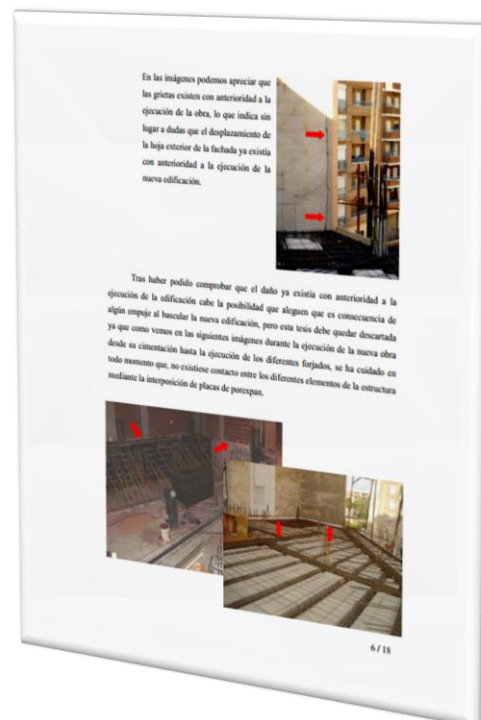 En las imágenes podemos apreciar que
las grietas existen con anterioridad a la
ejecución de la obra, lo que indica sin
lugar a dudas que el desplazamiento de
la hoja exterior de la fachada ya existía
con anterioridad a la ejecución de la
nueva edificación.
Tras haber podido comprobar que el daño ya existía con anterioridad a la
ejecución de la edificación cabe la posibilidad que aleguen que es consecuencia de
algún empuje al bascular la nueva edificación, pero esta tesis debe quedar descartada
ya que como vemos en las siguientes imágenes durante la ejecución de la nueva obra
desde su cimentación hasta la ejecución de los diferentes forjados, se ha cuidado en
todo momento que, no existiese contacto entre los diferentes elementos de la estructura
mediante la interposición de placas de porexpan.
6 / 18